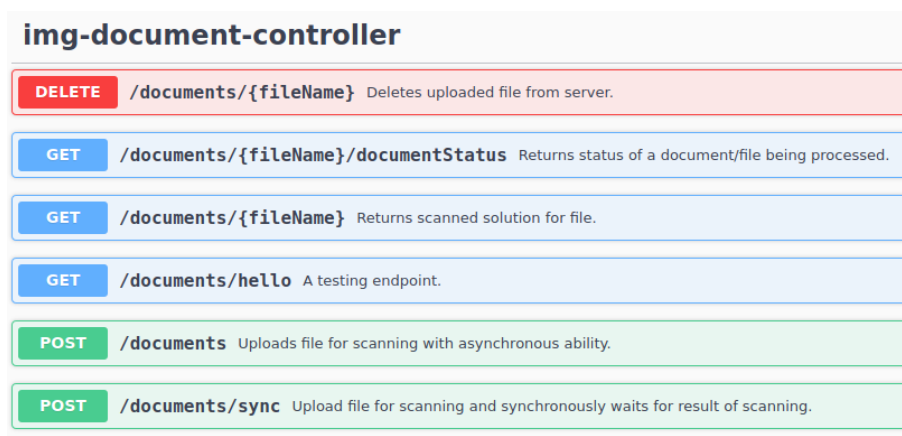 img-document-controller
DELETE /documents/{fileName} Deletes uploaded file from server.
GET /documents/{fileName}/documentStatus Returns status of a document/file being processed.
GET /documents/{fileName} Returns scanned solution for file.
GET /documents/hello A testing endpoint.
POST /documents Uploads file for scanning with asynchronous ability.
POST /documents/sync Upload file for scanning and synchronously waits for result of scanning.